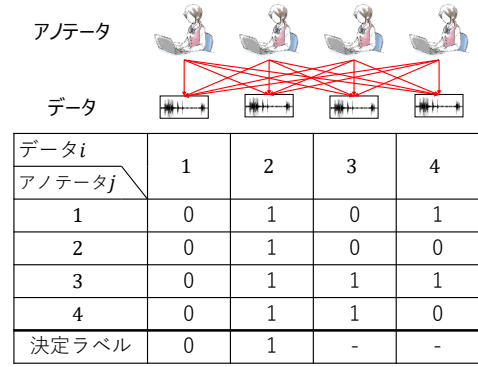 アノテータ
データ
データi
アノテータj
1 2 3 4
1 0 1 0 1
2 0 1 0 0
3 0 1 1 1
4 0 1 1 0
決定ラベル 0 1 - -